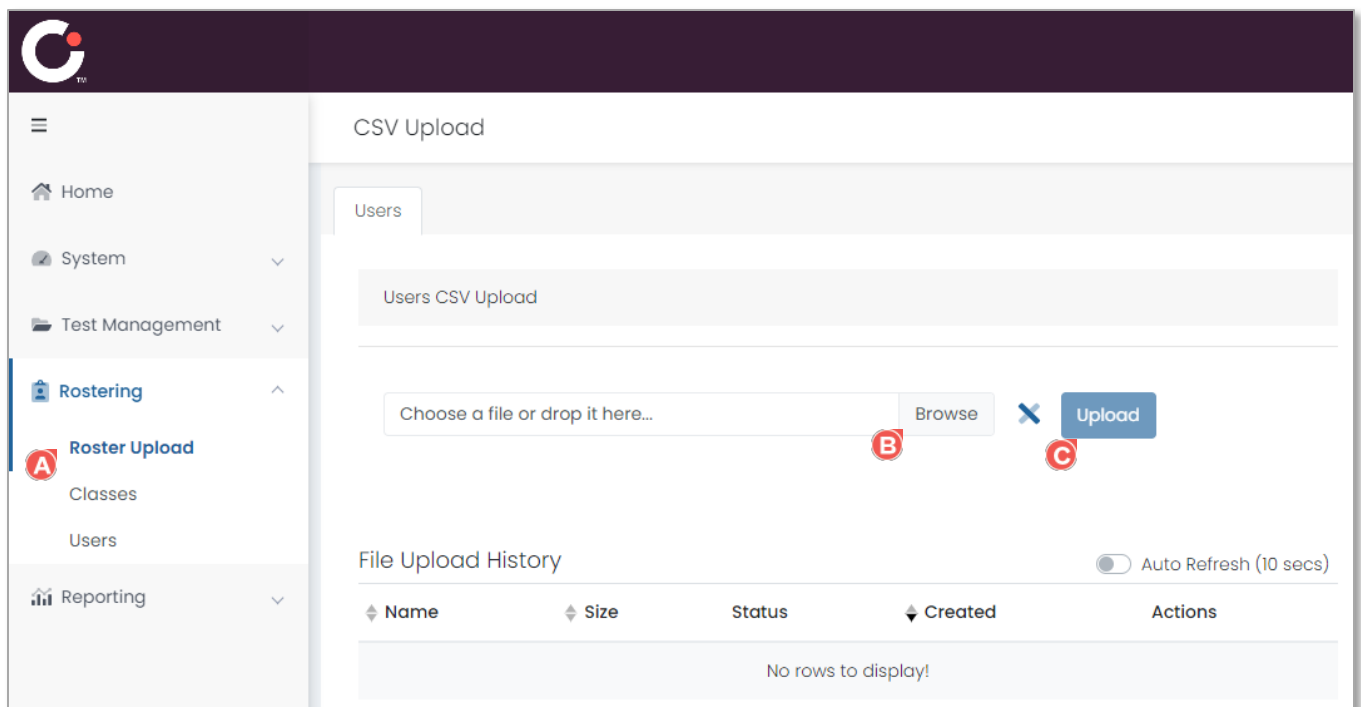 TM
CSV Upload
Home
Users
System
Users CSV Upload
Test Management
Rostering
Choose a file or drop it here...
Browse
Upload
B
C
Roster Upload
A
Classes
Users
File Upload History
Auto Refresh (10 secs)
Reporting
Name
Size
Status
Created
Actions
No rows to display!